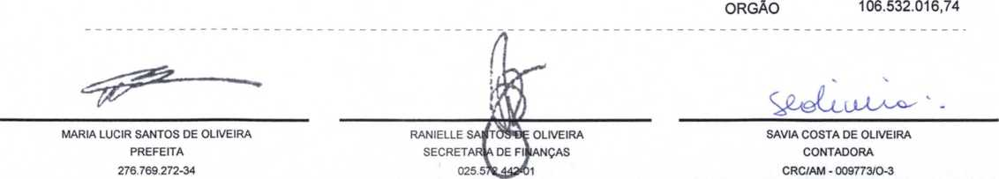 ORGÃO 106.532.016,74
MARIA LUCIR SANTOS DE OLIVEIRA
PREFEITA
276.769.272-34
RANIELLE SANTOS DE OLIVEIRA
SECRETARIA DE FINANÇAS
025.572.442-01
seoliveira
SAVIA COSTA DE OLIVEIRA
CONTADORA
CRC/AM - 009773/O-3